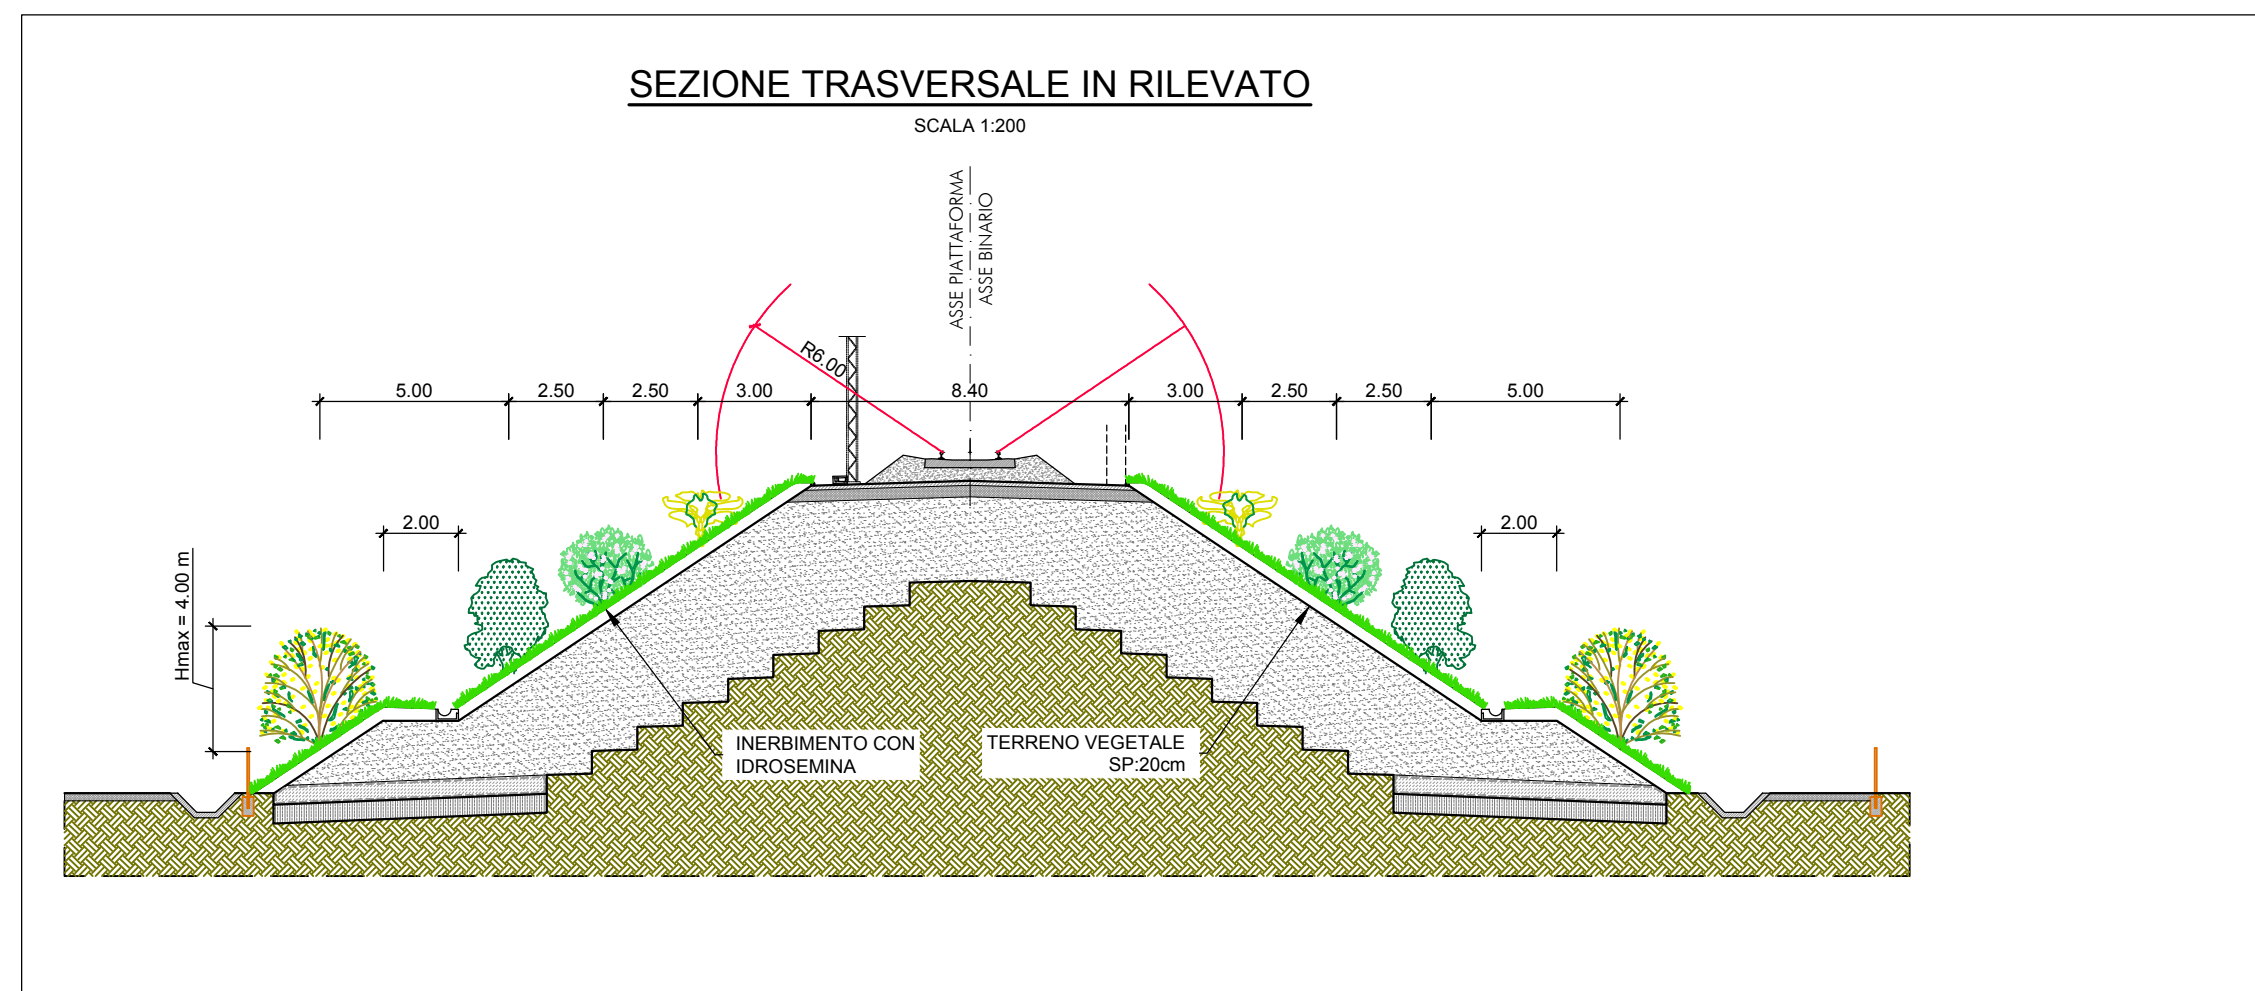 SEZIONE TRASVERSALE IN RILEVATO
SCALA 1:200
ASSE PIATTAFORMA
ASSE BINARIO
R6.00
5.00 2.50 2.50 3.00 8.40 3.00 2.50 2.50 5.00
2.00 2.00
Hmax = 4.00 m
INERBIMENTO CON
IDROSEMINA
TERRENO VEGETALE
SP:20cm